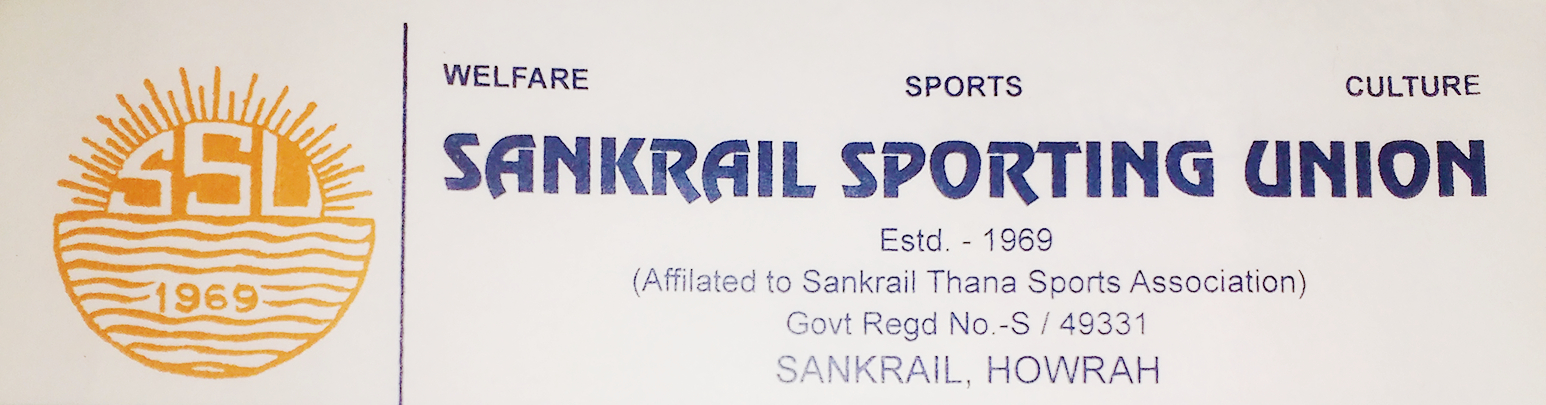 SSU
1969
WELFARE SPORTS CULTURE
SANKRAIL SPORTING UNION
Estd. - 1969
(Affilated to Sankrail Thana Sports Association)
Govt Regd No.-S / 49331
SANKRAIL, HOWRAH